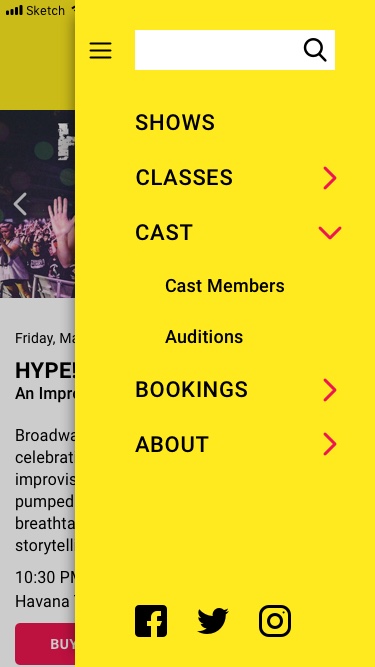 Sketch
SHOWS
CLASSES
CAST
Cast Members
Auditions
BOOKINGS
ABOUT
Friday, Ma
HYPE!
An Impro
Broadwa
celebrat
improvis
pumped
breathta
storytell
10:30 PM
Havana
BUY